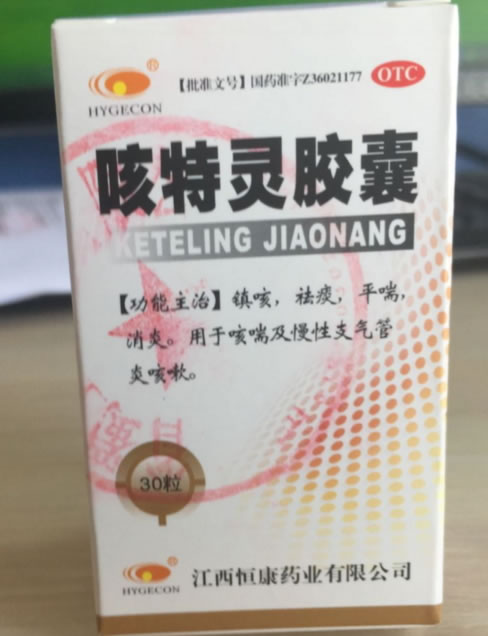 HYGECON
【批准文号】国药准字Z36021177
OTC
咳特灵胶囊
KETELING JIAONANG
【功能主治】镇咳，祛痰，平喘，
消炎。用于咳喘及慢性支气管
炎咳嗽。
30粒
HYGECON
江西恒康药业有限公司